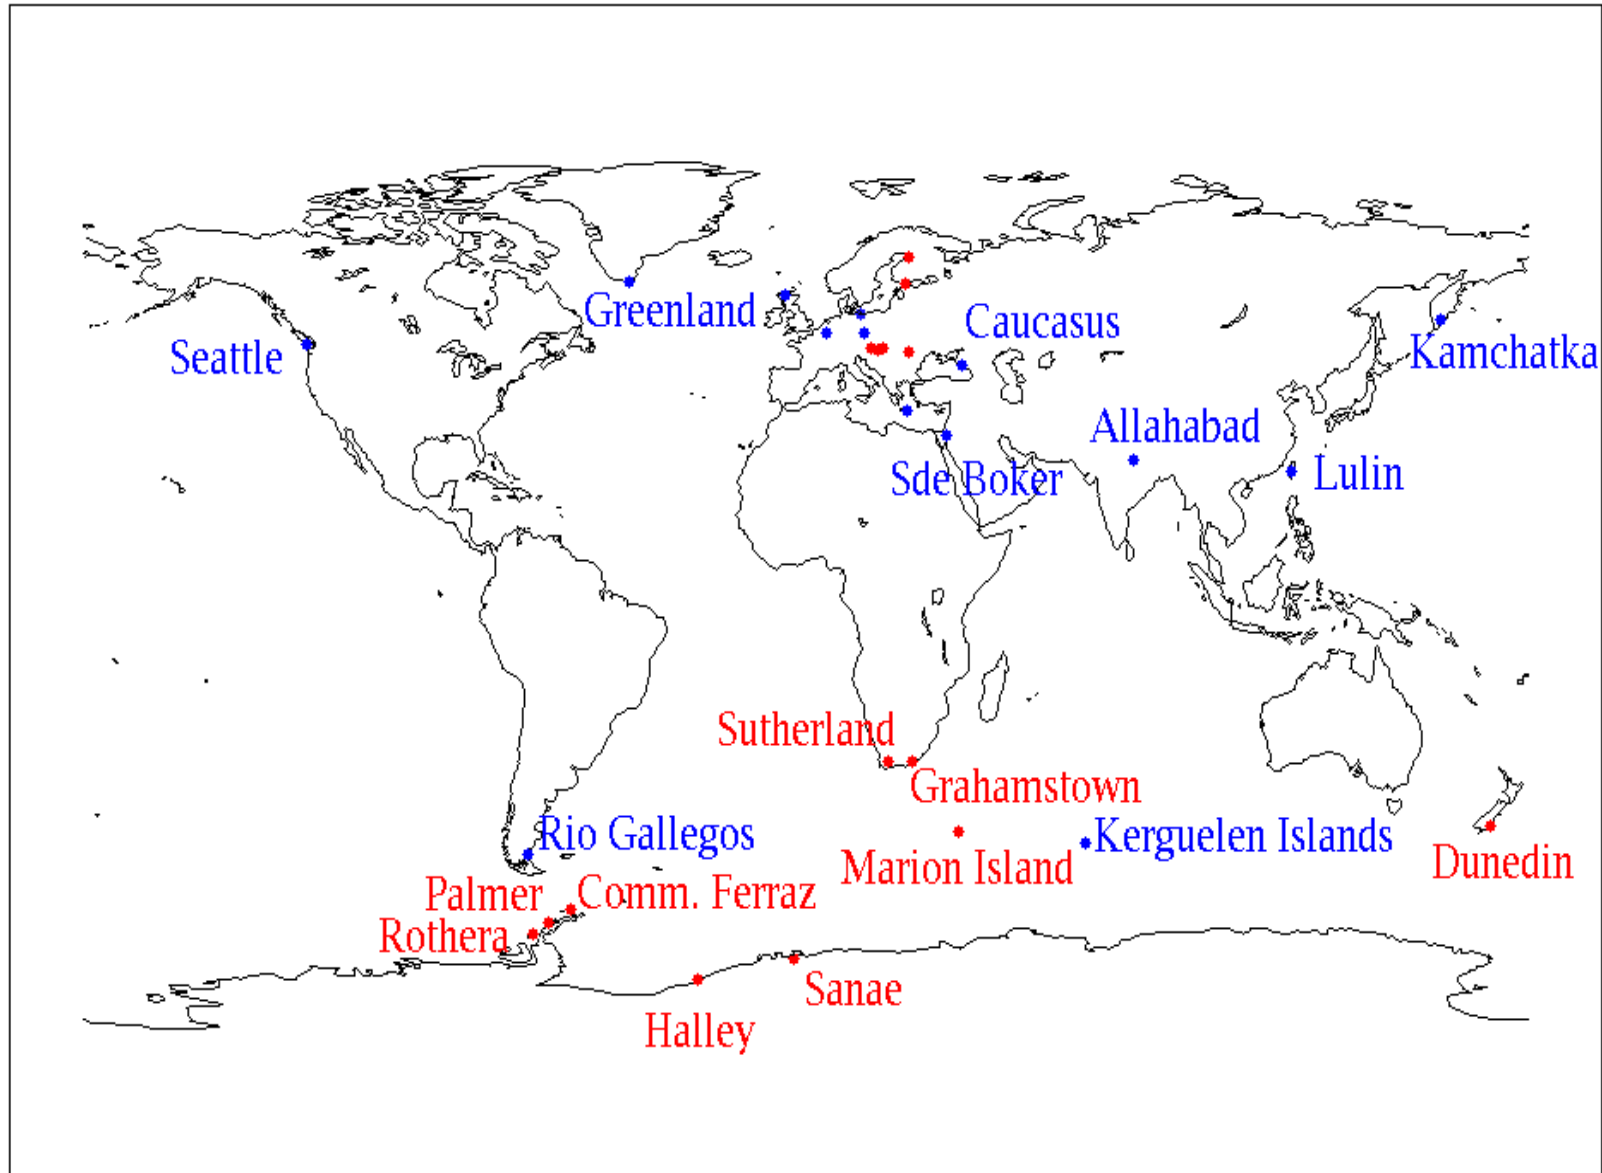 Greenland
Caucasus
Seattle
Kamchatka
Allahabad
Sde Boker
Lulin
Sutherland
Grahamstown
Rio Gallegos
Kerguelen Islands
Marion Island
Dunedin
Palmer
Comm. Ferraz
Rothera
Sanae
Halley